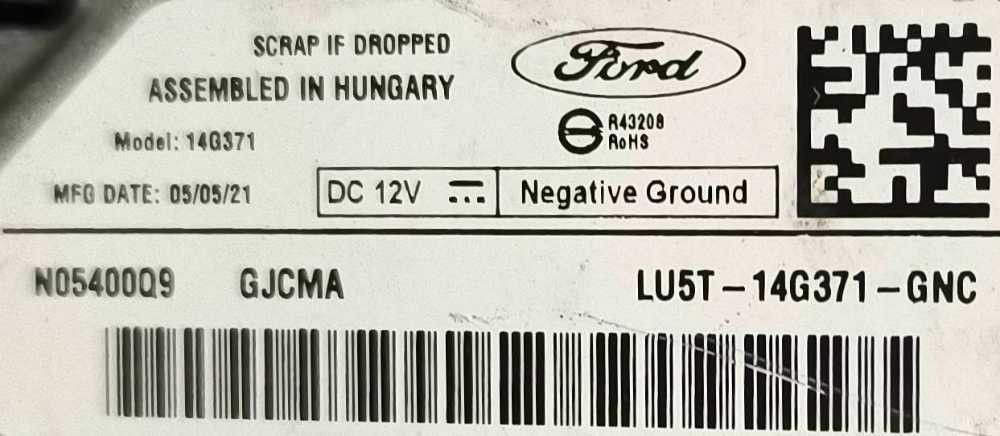 SCRAP IF DROPPED
ASSEMBLED IN HUNGARY
Ford
R43208
RoHS
Model: 14G371
MFG DATE: 05/05/21
DC 12V
Negative Ground
N05400Q9 GJCMA LU5T-14G371-GNC